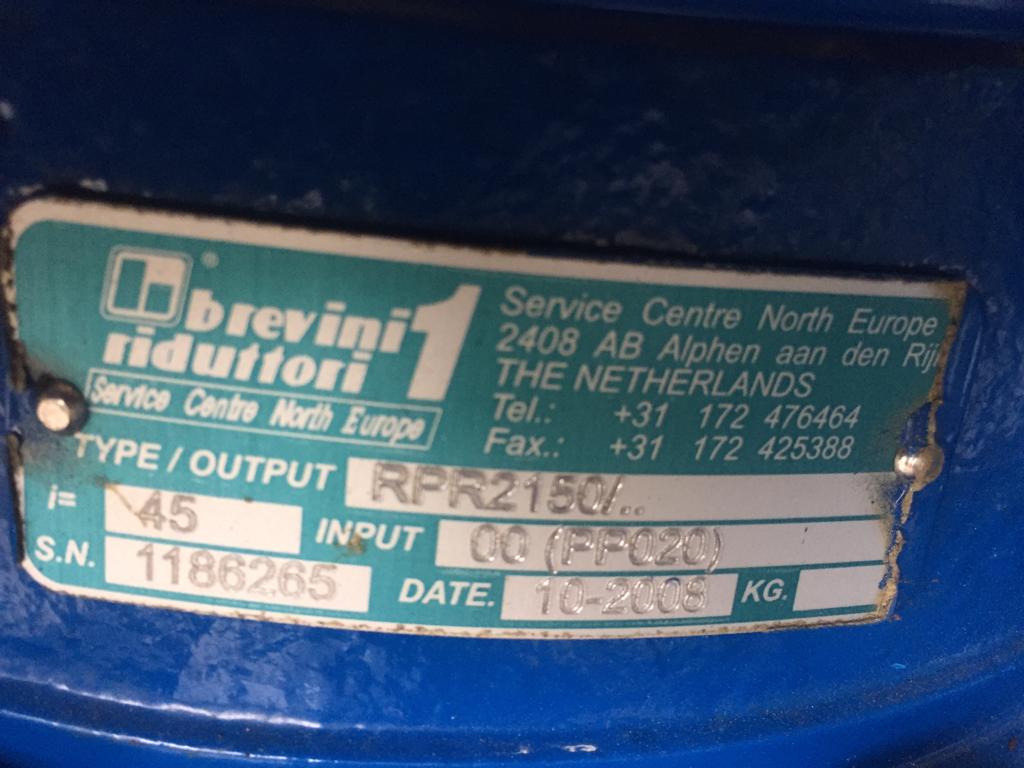 brevini
riduttori 1
Service Centre North Europe
Service Centre North Europe
2408 AB Alphen aan den Rij
THE NETHERLANDS
Tel.: +31 172 476464
Fax.: +31 172 425388
TYPE / OUTPUT RPR2150/..
i= 45 INPUT 00 (PP020)
S.N. 1186265 DATE. 10-2008 KG.